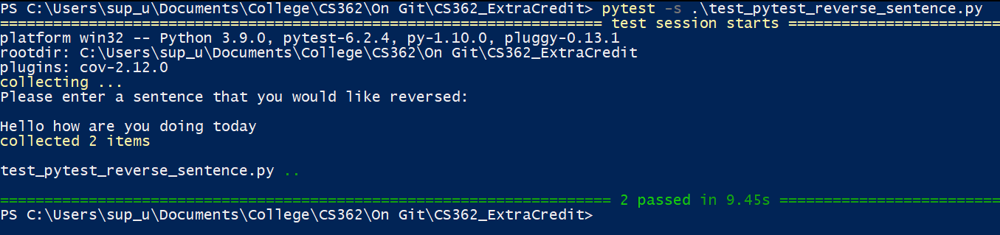 PS C:\Users\sup_u\Documents\College\CS362\On Git\CS362_ExtraCredit> pytest -s .\test_pytest_reverse_sentence.py
==================================================================== test session starts ========================
platform win32 -- Python 3.9.0, pytest-6.2.4, py-1.10.0, pluggy-0.13.1
rootdir: C:\Users\sup_u\Documents\College\CS362\On Git\CS362_ExtraCredit
plugins: cov-2.12.0
collecting ...
Please enter a sentence that you would like reversed:
Hello how are you doing today
collected 2 items
test_pytest_reverse_sentence.py ..
===================================================================== 2 passed in 9.45s =========================
PS C:\Users\sup_u\Documents\College\CS362\On Git\CS362_ExtraCredit>